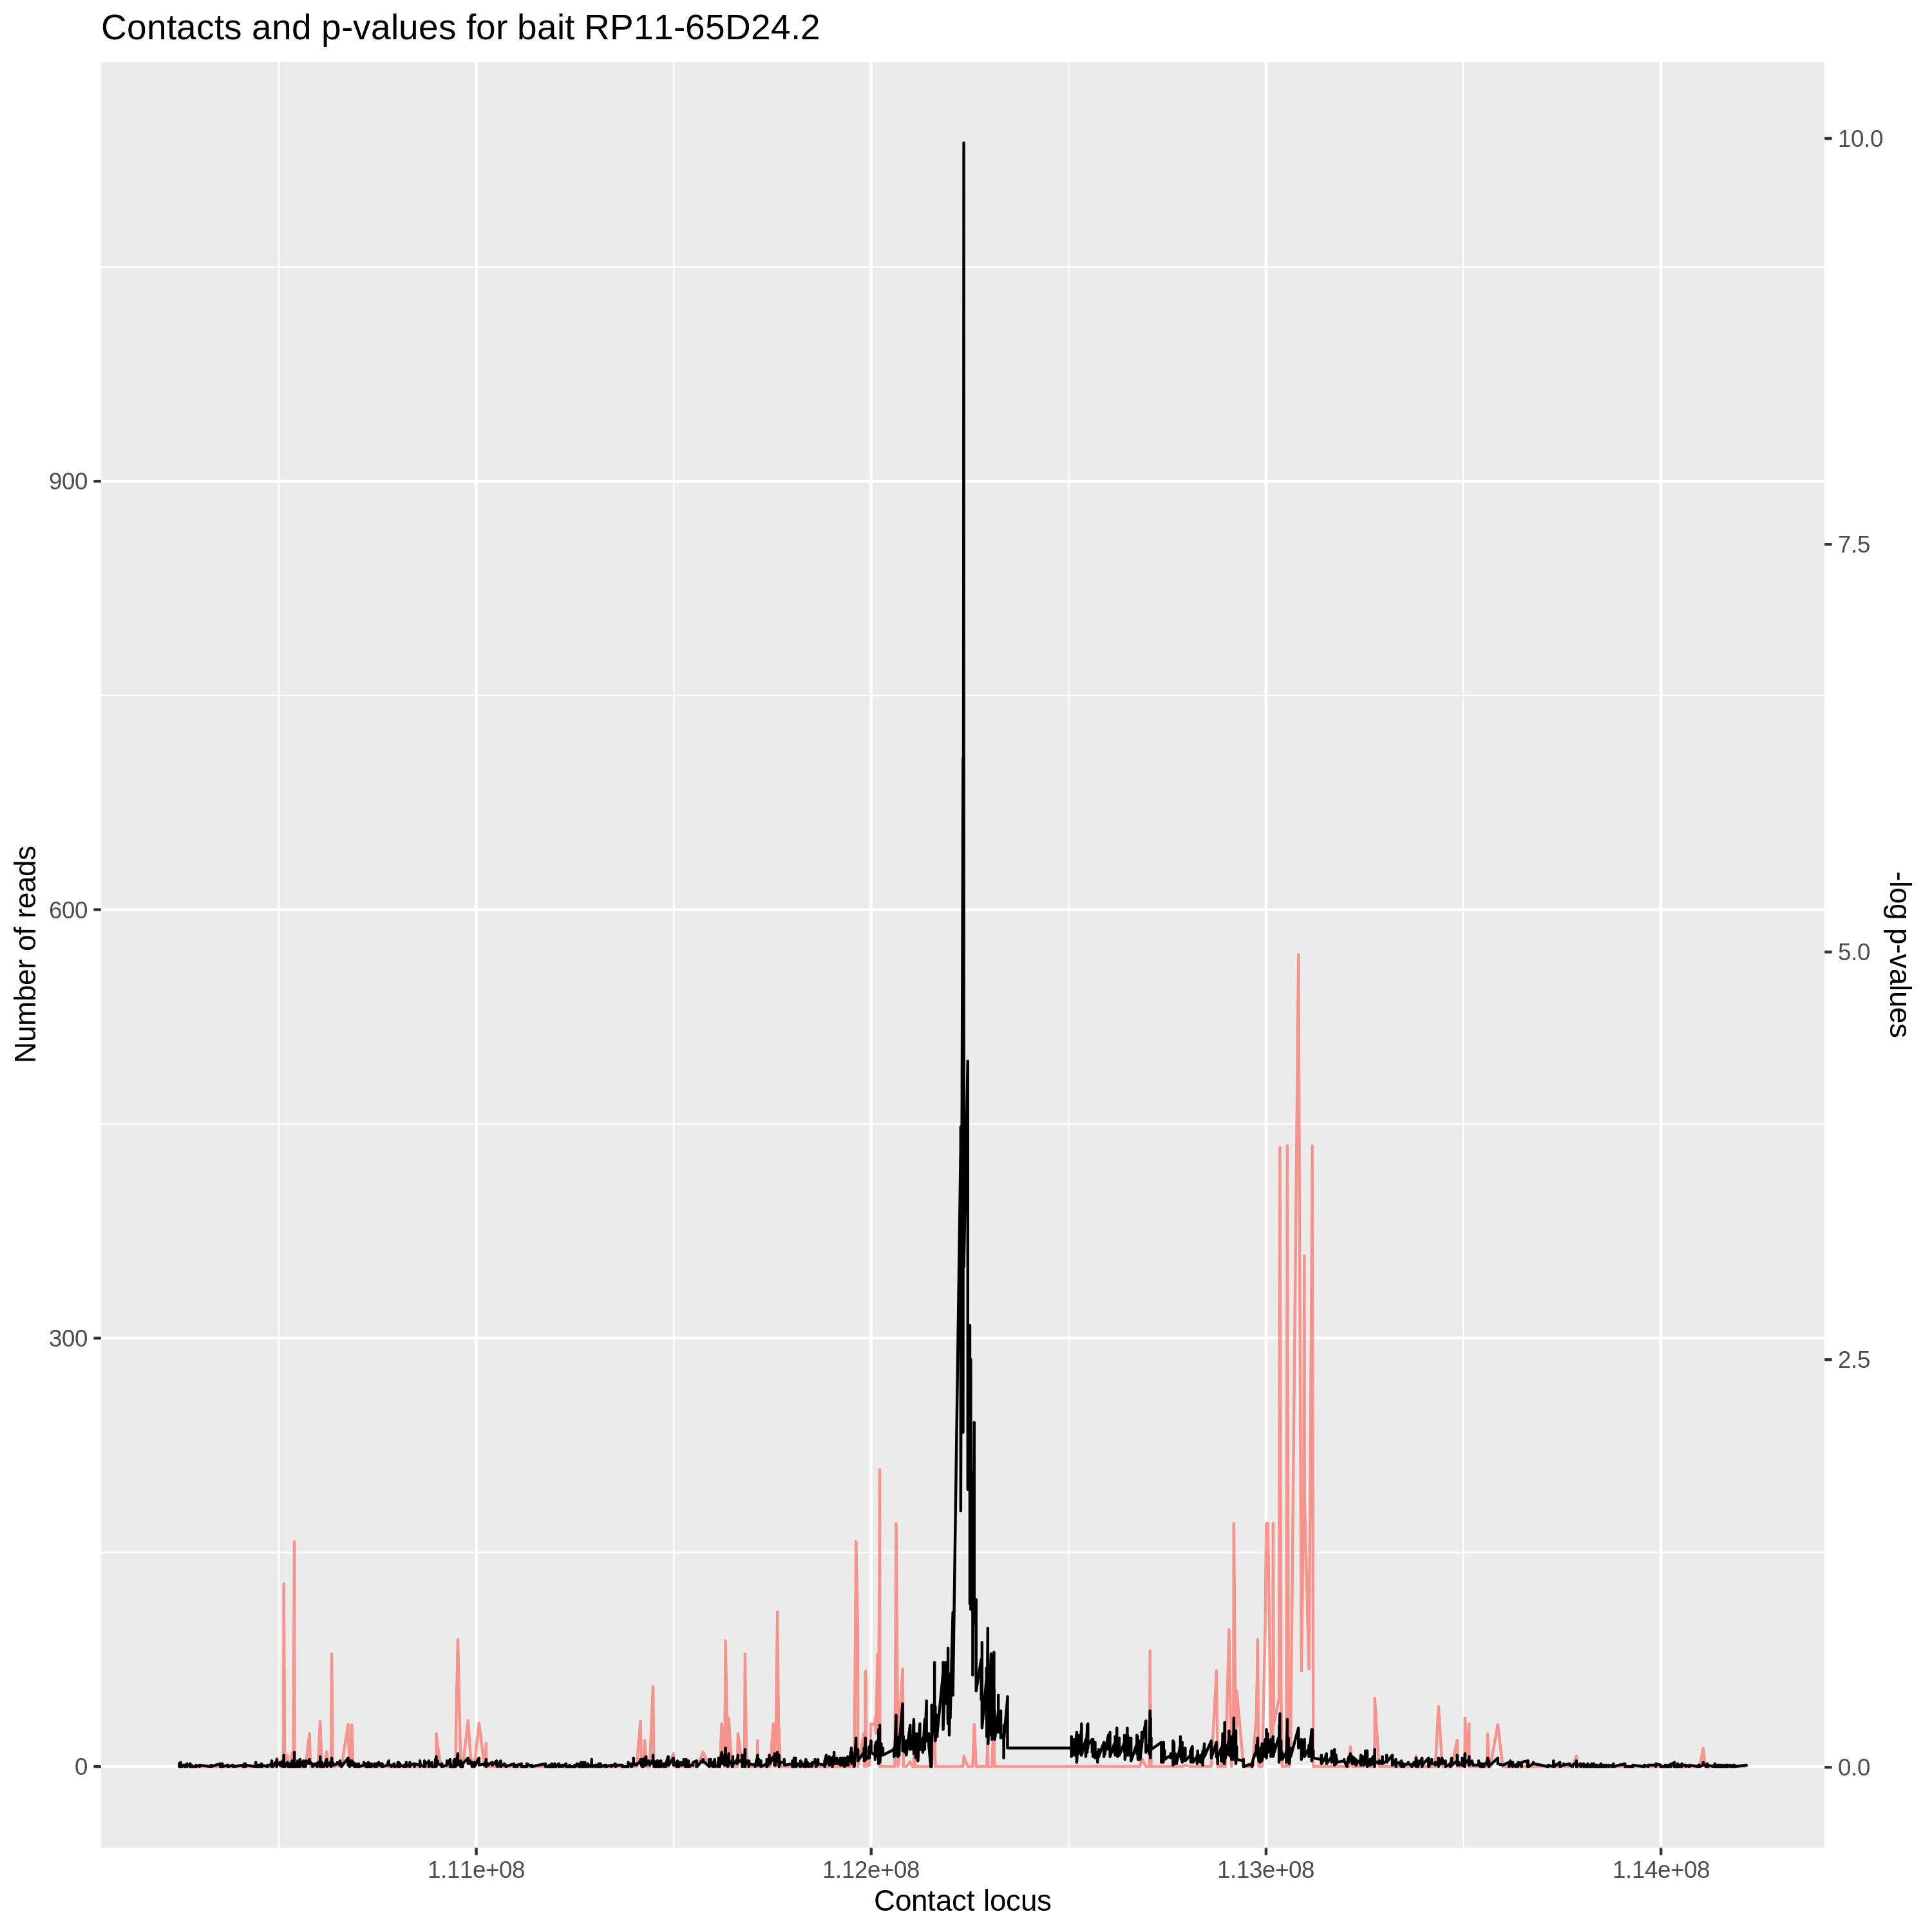 Contacts and p-values for bait RP11-65D24.2
Number of reads
900
600
300
0
10.0
7.5
5.0
2.5
0.0
-log p-values
1.11e+08
1.12e+08
1.13e+08
1.14e+08
Contact locus